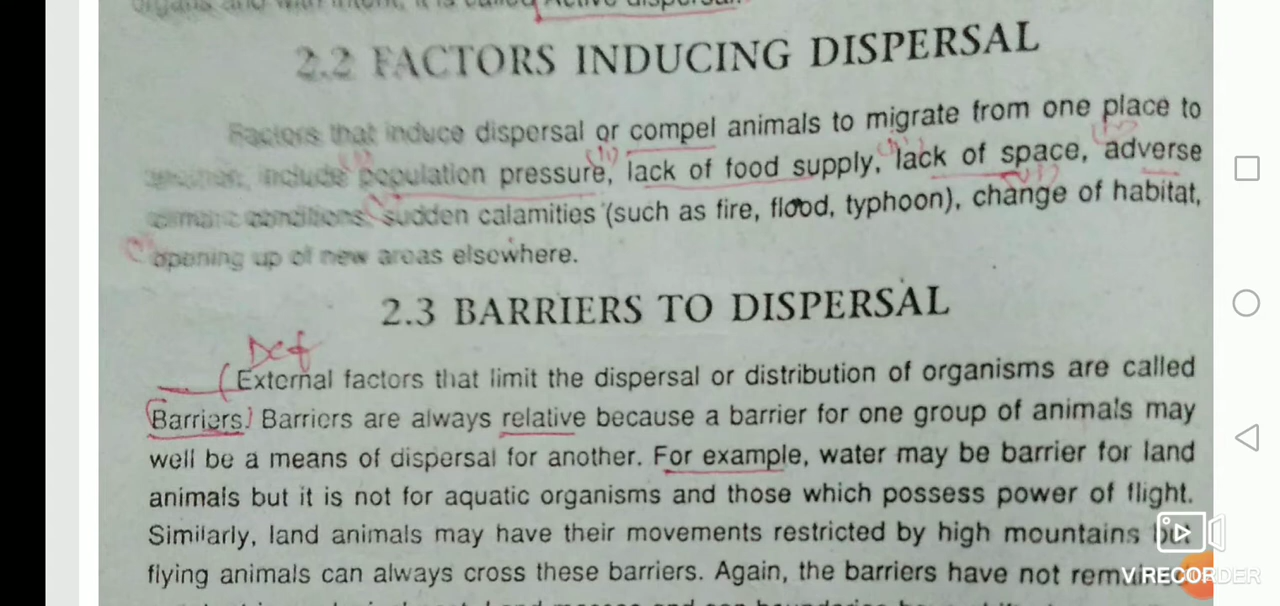 organs and with intent, it is called Active dispersal.
2.2 FACTORS INDUCING DISPERSAL
Factors that induce dispersal or compel animals to migrate from one place to
another, include population pressure, lack of food supply, lack of space, adverse
climatic conditions, sudden calamities (such as fire, flood, typhoon), change of habitat,
opening up of new areas elsewhere.
2.3 BARRIERS TO DISPERSAL
Def
(External factors that limit the dispersal or distribution of organisms are called
Barriers.) Barriers are always relative because a barrier for one group of animals may
well be a means of dispersal for another. For example, water may be barrier for land
animals but it is not for aquatic organisms and those which possess power of flight.
Similarly, land animals may have their movements restricted by high mountains but
flying animals can always cross these barriers. Again, the barriers have not remained
V RECORDER